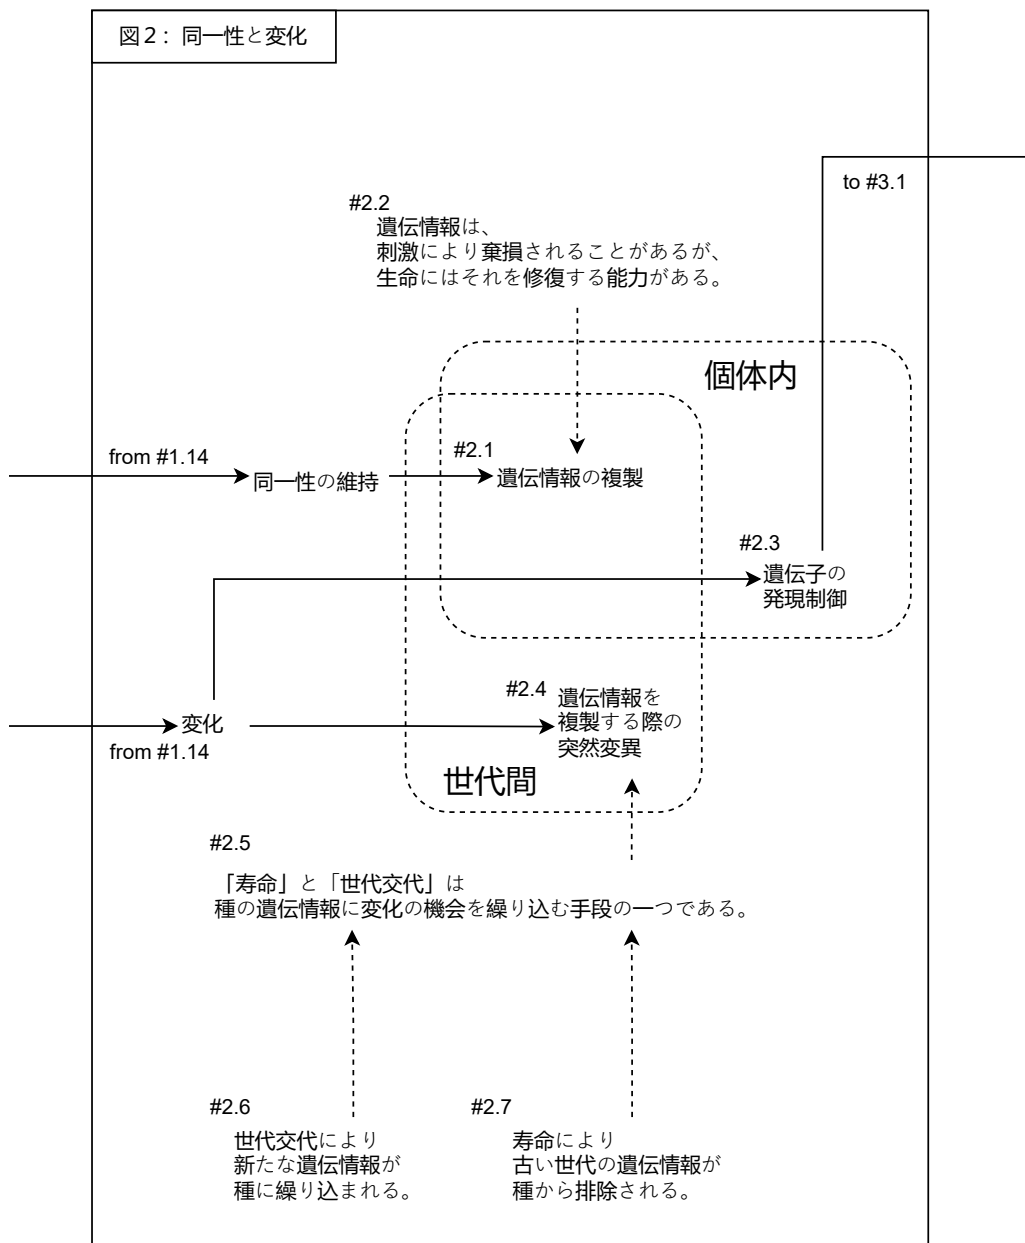 図2：同一性と変化
to #3.1
#2.2
遺伝情報は、
刺激により棄損されることがあるが、
生命にはそれを修復する能力がある。
個体内
from #1.14
同一性の維持
#2.1
遺伝情報の複製
#2.3
遺伝子の
発現制御
変化
from #1.14
#2.4
遺伝情報を
複製する際の
突然変異
世代間
#2.5
「寿命」と「世代交代」は
種の遺伝情報に変化の機会を繰り込む手段の一つである。
#2.6
世代交代により
新たな遺伝情報が
種に繰り込まれる。
#2.7
寿命により
古い世代の遺伝情報が
種から排除される。